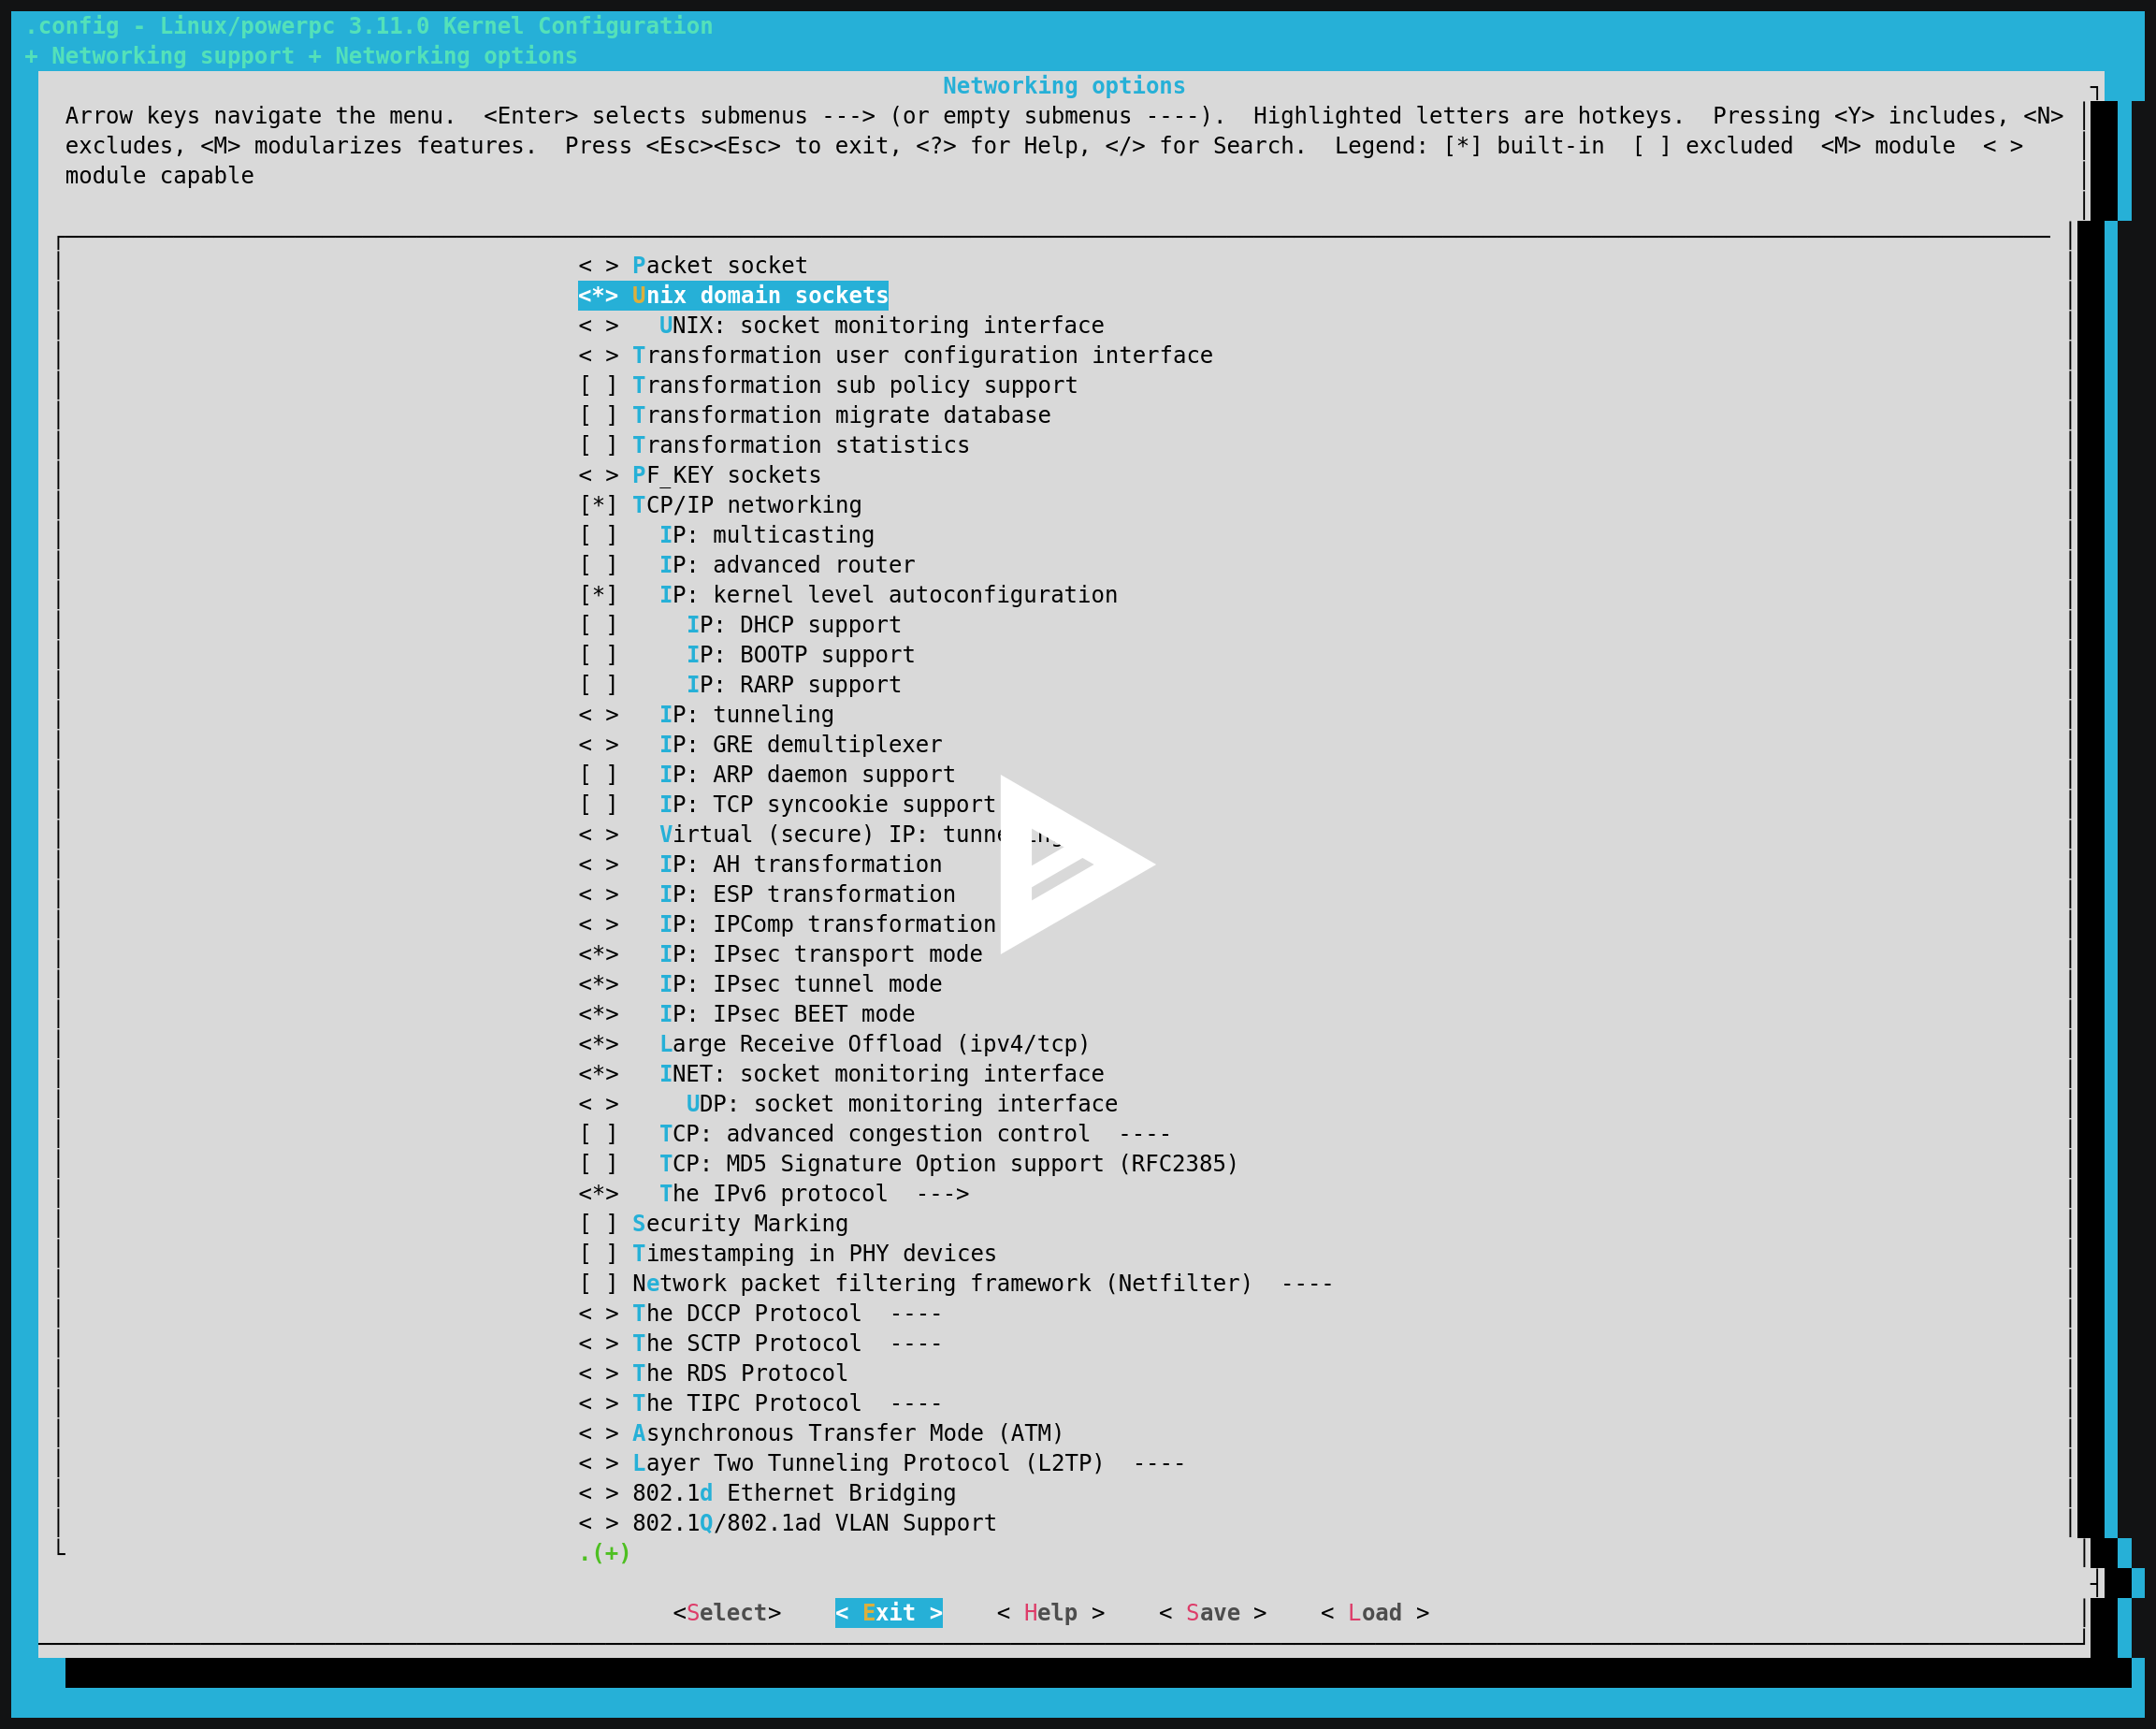 .config - Linux/powerpc 3.11.0 Kernel Configuration
+ Networking support + Networking options
Networking options
Arrow keys navigate the menu.  <Enter> selects submenus ---> (or empty submenus ----).  Highlighted letters are hotkeys.  Pressing <Y> includes, <N>
excludes, <M> modularizes features.  Press <Esc><Esc> to exit, <?> for Help, </> for Search.  Legend: [*] built-in  [ ] excluded  <M> module  < >
module capable
< > Packet socket
<*> Unix domain sockets
< >   UNIX: socket monitoring interface
< > Transformation user configuration interface
[ ] Transformation sub policy support
[ ] Transformation migrate database
[ ] Transformation statistics
< > PF_KEY sockets
[*] TCP/IP networking
[ ]   IP: multicasting
[ ]   IP: advanced router
[*]   IP: kernel level autoconfiguration
[ ]     IP: DHCP support
[ ]     IP: BOOTP support
[ ]     IP: RARP support
< >   IP: tunneling
< >   IP: GRE demultiplexer
[ ]   IP: ARP daemon support
[ ]   IP: TCP syncookie support
< >   Virtual (secure) IP:
< >   IP: AH transformation
< >   IP: ESP transformation
< >   IP: IPComp transformation
<*>   IP: IPsec transport mode
<*>   IP: IPsec tunnel mode
<*>   IP: IPsec BEET mode
<*>   Large Receive Offload (ipv4/tcp)
<*>   INET: socket monitoring interface
< >     UDP: socket monitoring interface
[ ]   TCP: advanced congestion control  ----
[ ]   TCP: MD5 Signature Option support (RFC2385)
<*>   The IPv6 protocol  --->
[ ] Security Marking
[ ] Timestamping in PHY devices
[ ] Network packet filtering framework (Netfilter)  ----
< > The DCCP Protocol  ----
< > The SCTP Protocol  ----
< > The RDS Protocol
< > The TIPC Protocol  ----
< > Asynchronous Transfer Mode (ATM)
< > Layer Two Tunneling Protocol (L2TP)  ----
< > 802.1d Ethernet Bridging
< > 802.1Q/802.1ad VLAN Support
.(+)
<Select>    < Exit >    < Help >    < Save >    < Load >